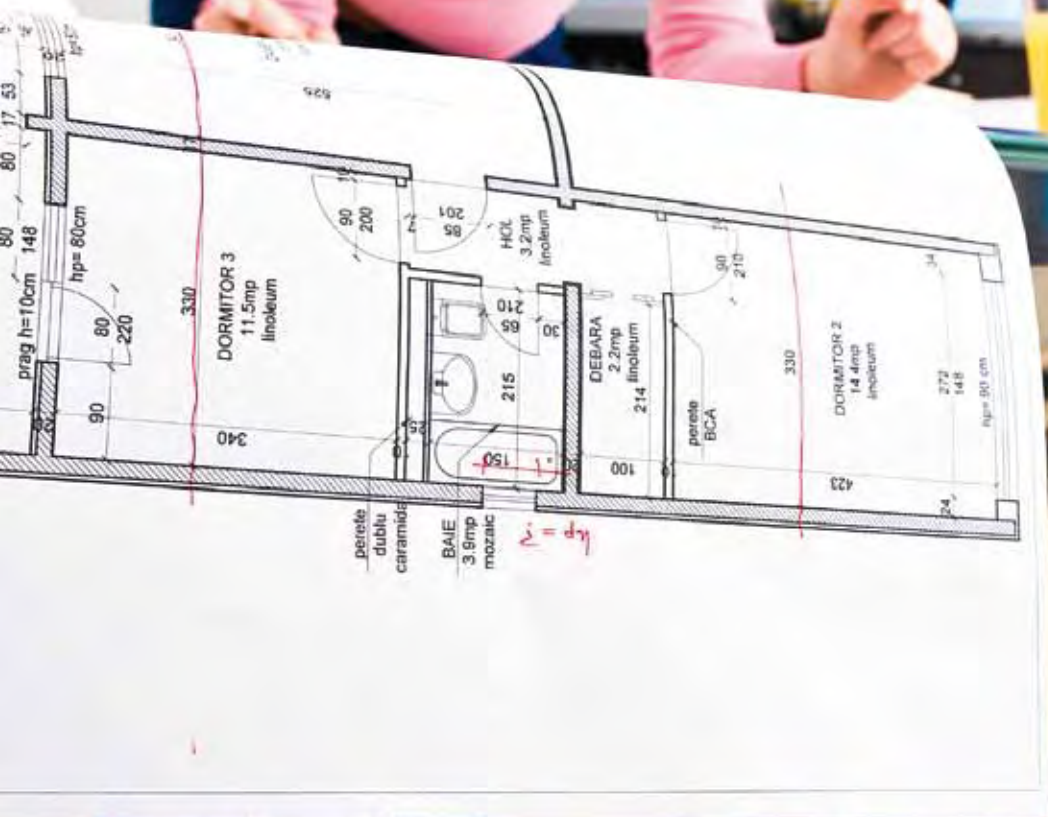 53
17
80
80
148
prag h=10cm
hp= 80cm
80
220
90
330
340
DORMITOR 3
11.5mp
linoleum
525
90
200
201
85
HOL
3.2mp
linoleum
210
65
30
215
150
DEBARA
2.2mp
linoleum
214
100
perete
dublu
caramida
BAIE
3.9mp
mozaic
hp = ?
perete
BCA
90
210
330
DORMITOR 2
14.4mp
linoleum
423
34
272
148
24
hp= 90 cm